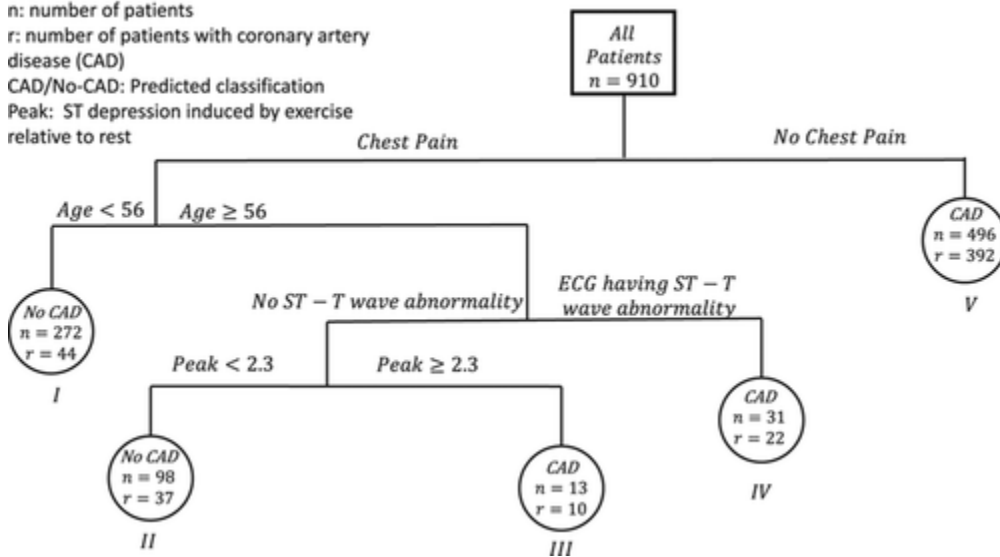 n: number of patients
r: number of patients with coronary artery
disease (CAD)
CAD/No-CAD: Predicted classification
Peak: ST depression induced by exercise
relative to rest
All
Patients
n = 910
Chest Pain
No Chest Pain
Age < 56
Age ≥ 56
CAD
n = 496
r = 392
V
No ST − T wave abnormality
ECG having ST − T
wave abnormality
No CAD
n = 272
r = 44
I
Peak < 2.3
Peak ≥ 2.3
CAD
n = 31
r = 22
IV
No CAD
n = 98
r = 37
II
CAD
n = 13
r = 10
III